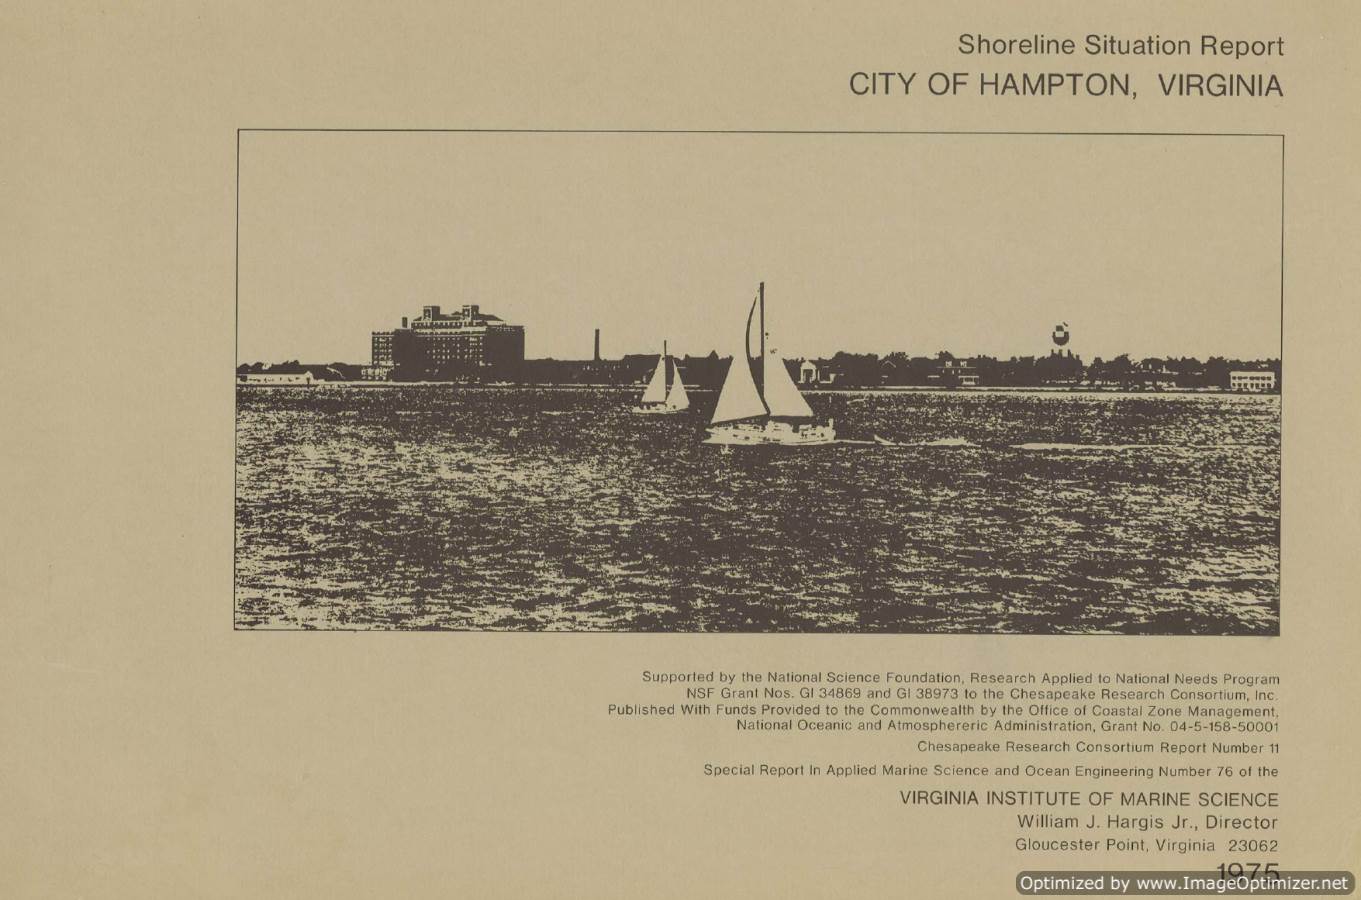 Shoreline Situation Report
CITY OF HAMPTON, VIRGINIA
Supported by the National Science Foundation, Research Applied to National Needs Program
NSF Grant Nos. GI 34869 and GI 38973 to the Chesapeake Research Consortium, Inc.
Published With Funds Provided to the Commonwealth by the Office of Coastal Zone Management,
National Oceanic and Atmosphereric Administration, Grant No. 04-5-158-50001
Chesapeake Research Consortium Report Number 11
Special Report In Applied Marine Science and Ocean Engineering Number 76 of the
VIRGINIA INSTITUTE OF MARINE SCIENCE
William J. Hargis Jr., Director
Gloucester Point, Virginia 23062
1975
Optimized by www.ImageOptimizer.net